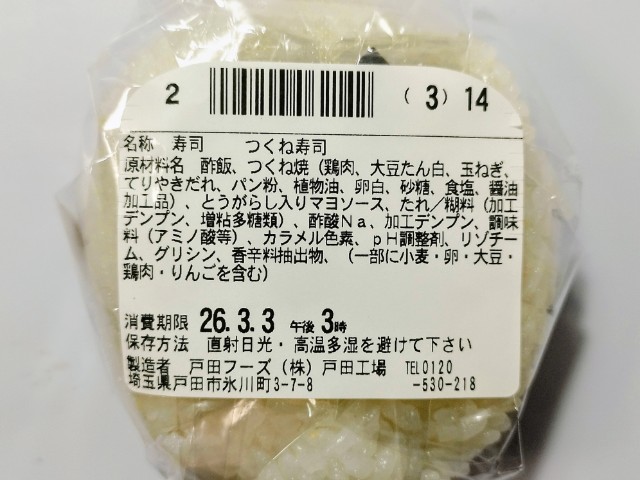 2 (3) 14
名称 寿司 つくね寿司
原材料名 酢飯、つくね焼(鶏肉、大豆たん白、玉ねぎ、
てりやきだれ、パン粉、植物油、卵白、砂糖、食塩、醤油
加工品)、とうがらし入りマヨソース、たれ/糊料(加工
デンプン、増粘多糖類)、酢酸Na、加工デンプン、調味
料(アミノ酸等)、カラメル色素、pH調整剤、リゾチー
ム、グリシン、香辛料抽出物、(一部に小麦・卵・大豆・
鶏肉・りんごを含む)
消費期限 26.3.3 午後 3時
保存方法 直射日光・高温多湿を避けて下さい
製造者 戸田フーズ(株)戸田工場 TEL0120
埼玉県戸田市氷川町3-7-8 -530-218